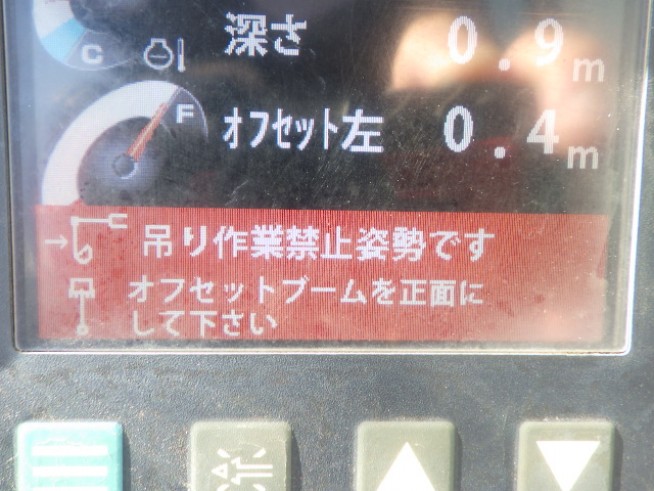 C
深さ 0.9m
F
オフセット左 0.4m
吊り作業禁止姿勢です
オフセットブームを正面に
して下さい